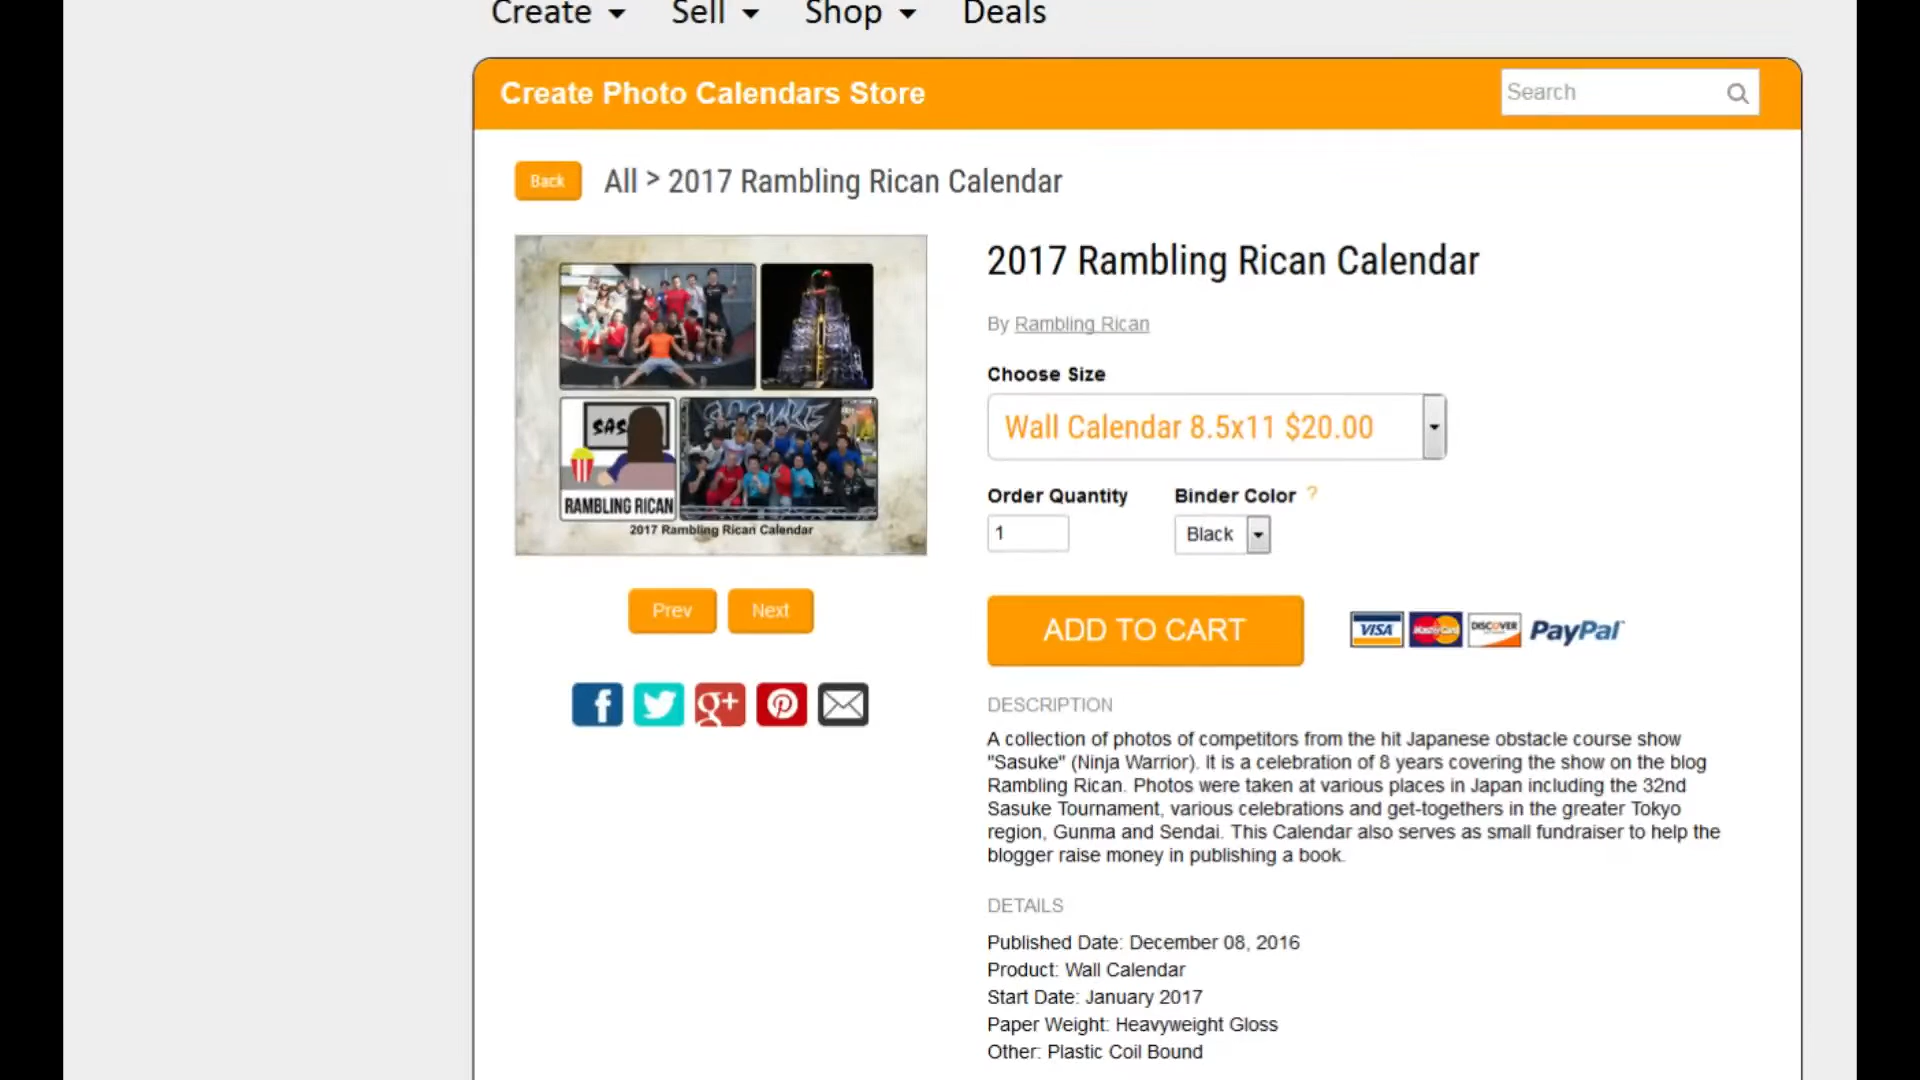 Create Sell Shop Deals
Create Photo Calendars Store
Search
Back All > 2017 Rambling Rican Calendar
2017 Rambling Rican Calendar
By Rambling Rican
Choose Size
Wall Calendar 8.5x11 $20.00
Order Quantity Binder Color ?
1 Black
SASUKE
SAS
RAMBLING RICAN
2017 Rambling Rican Calendar
Prev Next
ADD TO CART
VISA MasterCard DISCOVER PayPal
f g+
DESCRIPTION
A collection of photos of competitors from the hit Japanese obstacle course show
"Sasuke" (Ninja Warrior). It is a celebration of 8 years covering the show on the blog
Rambling Rican. Photos were taken at various places in Japan including the 32nd
Sasuke Tournament, various celebrations and get-togethers in the greater Tokyo
region, Gunma and Sendai. This Calendar also serves as small fundraiser to help the
blogger raise money in publishing a book.
DETAILS
Published Date: December 08, 2016
Product: Wall Calendar
Start Date: January 2017
Paper Weight: Heavyweight Gloss
Other: Plastic Coil Bound